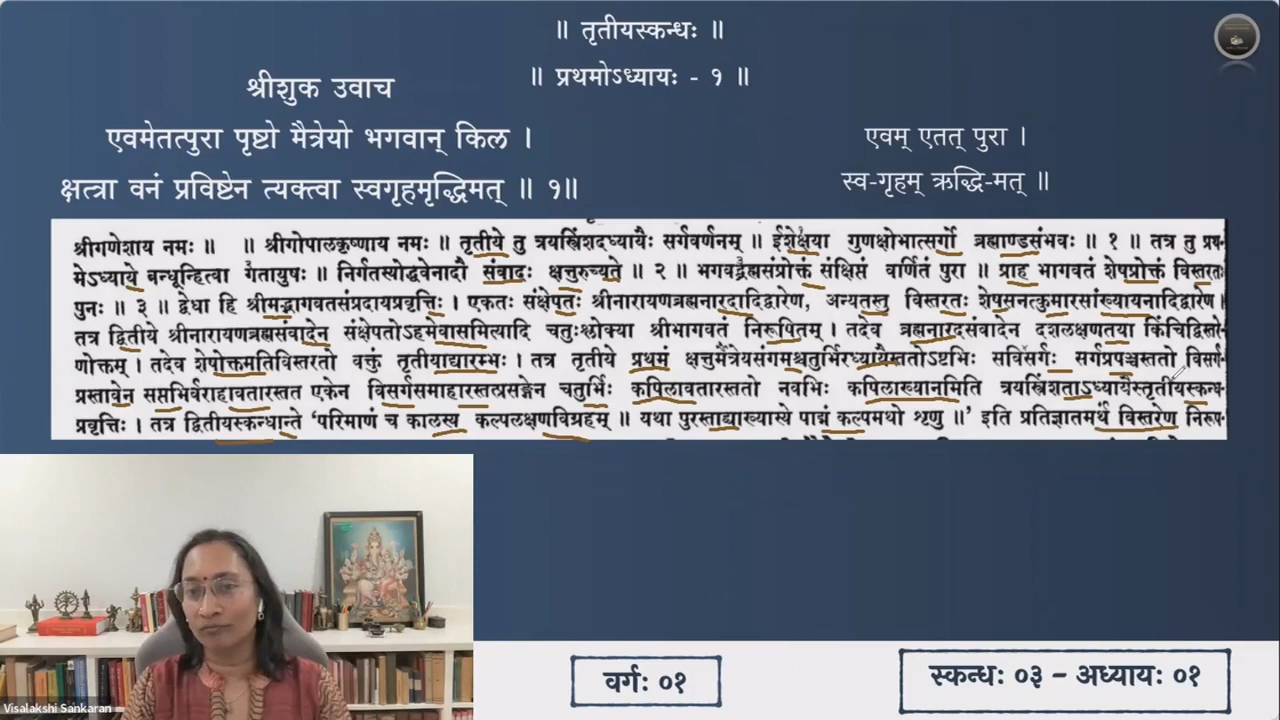 ॥ तृतीयस्कन्धः ॥
॥ प्रथमोऽध्यायः - १ ॥
श्रीशुक उवाच
एवमेतत्पुरा पृष्टो मैत्रेयो भगवान् किल ।
क्षत्रा वनं प्रविष्टेन त्यक्त्वा स्वगृहमृद्धिमत् ॥ १॥
एवम् एतत् पुरा ।
स्व-गृहम् ऋद्धि-मत् ॥
श्रीगणेशाय नमः ॥ ॥ श्रीगोपालकृष्णाय नमः ॥ तृतीये तु त्रयस्त्रिंशदध्यायैः सर्गवर्णनम् ॥ ईशेक्षया गुणक्षोभात्सर्गो ब्रह्माण्डसंभवः ॥ १ ॥ तत्र तु प्रथ-
मेऽध्याये बन्धून्हित्वा गतायुषः ॥ निर्गतस्योद्धवेनादौ संवादः क्षत्तुरुच्यते ॥ २ ॥ भगवद्ब्रह्मसंप्रोक्तं संक्षिप्तं वर्णितं पुरा ॥ प्राह भागवतं शेषप्रोक्तं विस्तरतः
पुनः ॥ ३ ॥ द्वेधा हि श्रीमद्भागवतसंप्रदायप्रवृत्तिः । एकतः संक्षेपतः श्रीनारायणब्रह्मनारदादिद्वारेण, अन्यतस्तु विस्तरतः शेषसनत्कुमारसांख्यायनादिद्वारेण।
तत्र द्वितीये श्रीनारायणब्रह्मसंवादेन संक्षेपतोऽहमेवासमित्यादि चतुःश्लोक्या श्रीभागवतं निरूपितम् । तदेव ब्रह्मनारदसंवादेन दशलक्षणतया किंचिद्विस्ती-
र्णोक्तम् । तदेव शेषोक्तमतिविस्तरतो वक्तुं तृतीयाद्यारम्भः । तत्र तृतीये प्रथमं क्षत्तुर्मैत्रेयसंगमश्चतुर्भिरध्यायैस्ततोऽष्टभिः सविसर्गः सर्गप्रपञ्चस्ततो विसर्ग-
प्रस्तावेन सप्तभिर्वराहावतारस्तत एकेन विसर्गसमाहारस्तत्प्रसङ्गेन चतुर्भिः कपिलावतारस्ततो नवभिः कपिलाख्यानमिति त्रयस्त्रिंशताऽध्यायैस्तृतीयस्कन्ध-
प्रवृत्तिः । तत्र द्वितीयस्कन्धान्ते ‘परिमाणं च कालस्य कल्पलक्षणविग्रहम् ॥ यथा पुरस्ताद्व्याख्यास्ये पाद्मं कल्पमथो शृणु ॥’ इति प्रतिज्ञातमर्थं विस्तरेण निरूप-
Visalakshi Sankaran
वर्गः ०१
स्कन्धः ०३ – अध्यायः ०१